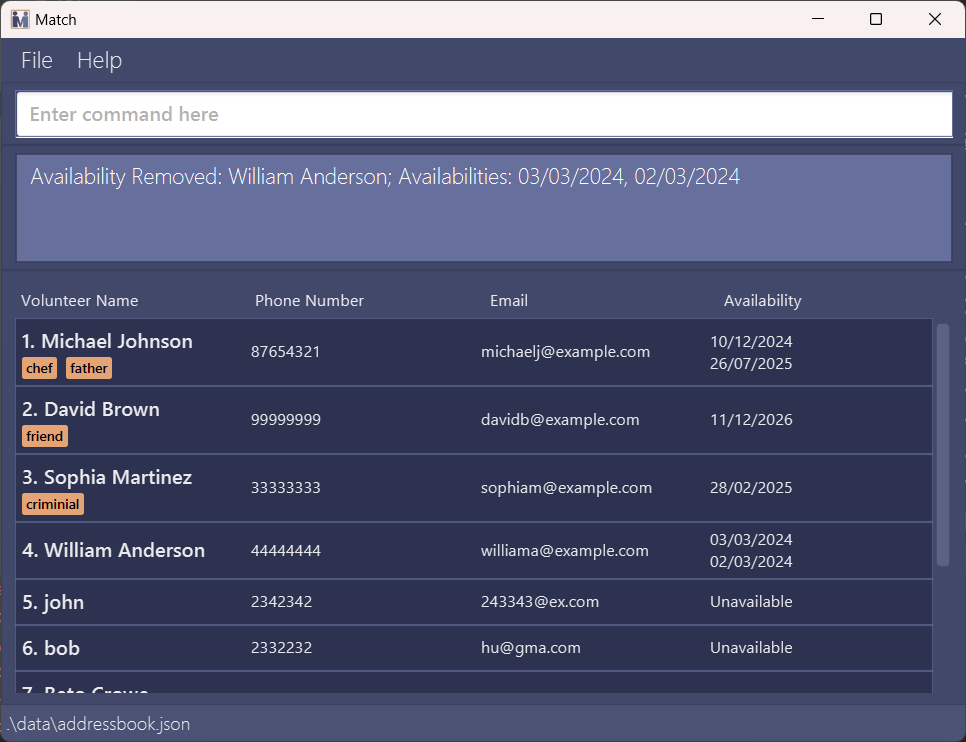 Match
File Help
Enter command here
Availability Removed: William Anderson; Availabilities: 03/03/2024, 02/03/2024
Volunteer Name Phone Number Email Availability
1. Michael Johnson 87654321 michaelj@example.com 10/12/2024
26/07/2025
chef father
2. David Brown 99999999 davidb@example.com 11/12/2026
friend
3. Sophia Martinez 33333333 sophiam@example.com 28/02/2025
criminial
4. William Anderson 44444444 williama@example.com 03/03/2024
02/03/2024
5. john 2342342 243343@ex.com Unavailable
6. bob 2332232 hu@gma.com Unavailable
.\data\addressbook.json